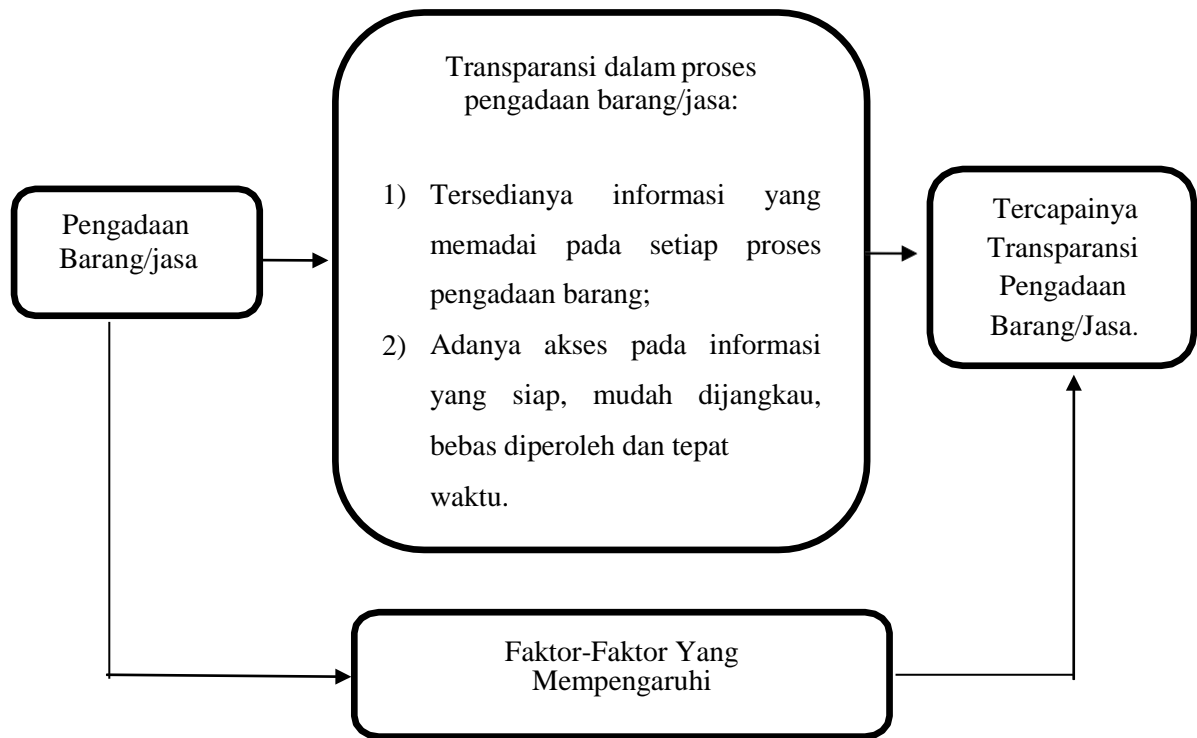 Pengadaan
Barang/jasa
Transparansi dalam proses
pengadaan barang/jasa:
1) Tersedianya informasi yang
memadai pada setiap proses
pengadaan barang;
2) Adanya akses pada informasi
yang siap, mudah dijangkau,
bebas diperoleh dan tepat
waktu.
Tercapainya
Transparansi
Pengadaan
Barang/Jasa.
Faktor-Faktor Yang
Mempengaruhi